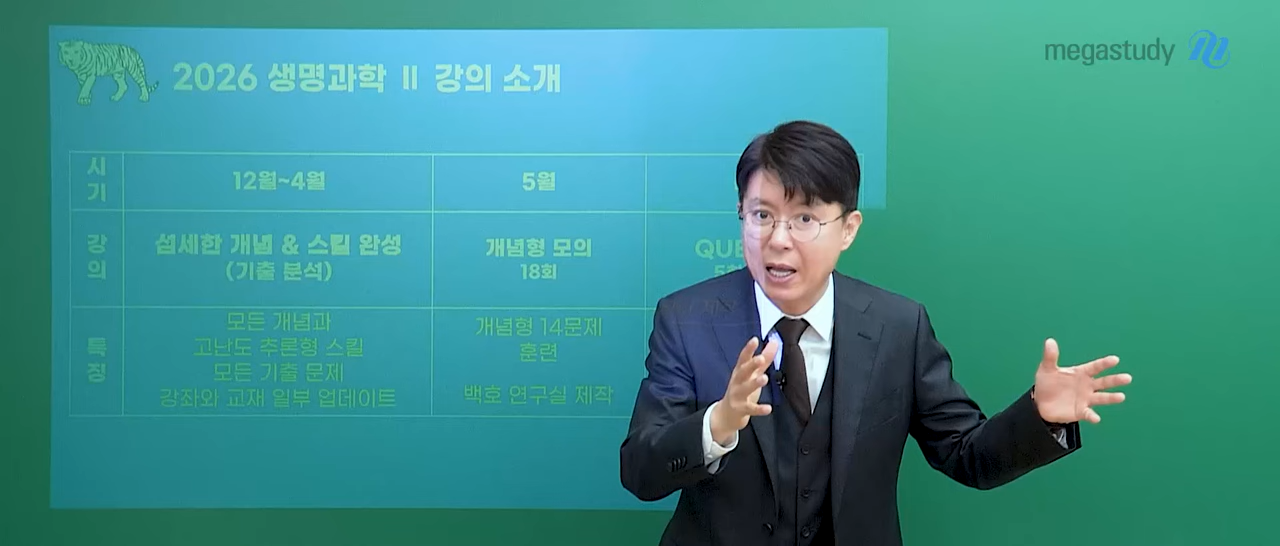 megastudy
2026 생명과학 Ⅱ 강의 소개
시기
12월~4월
5월
강의
섬세한 개념 & 스킬 완성
(기출 분석)
개념형 모의
18회
특징
모든 개념과
고난도 추론형 스킬
모든 기출 문제
강좌와 교재 일부 업데이트
개념형 14문제
훈련
백호 연구실 제작